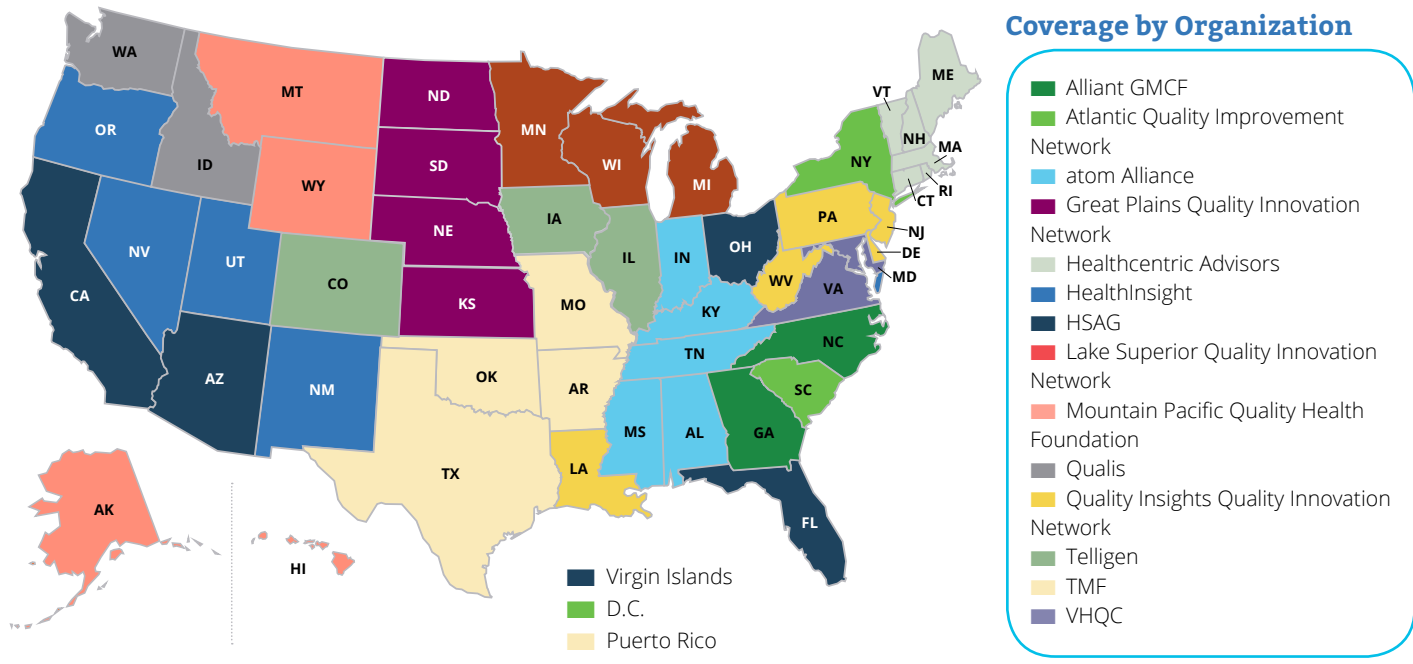 Coverage by Organization
Alliant GMCF
Atlantic Quality Improvement
Network
atom Alliance
Great Plains Quality Innovation
Network
Healthcentric Advisors
HealthInsight
HSAG
Lake Superior Quality Innovation
Network
Mountain Pacific Quality Health
Foundation
Qualis
Quality Insights Quality Innovation
Network
Telligen
TMF
VHQC
WA
MT
ND
MN
ME
VT
OR
ID
SD
WI
MI
NY
NH
MA
WY
RI
CT
NE
IA
PA
NJ
NV
UT
CO
IL
IN
OH
DE
MD
CA
KS
MO
KY
WV
VA
AZ
NM
OK
AR
TN
NC
SC
TX
LA
MS
AL
GA
FL
AK
HI
Virgin Islands
D.C.
Puerto Rico